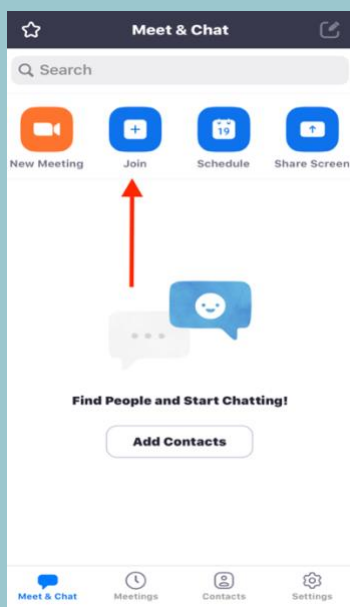 Meet & Chat
Search
New Meeting Join Schedule Share Screen
19
Find People and Start Chatting!
Add Contacts
Meet & Chat Meetings Contacts Settings